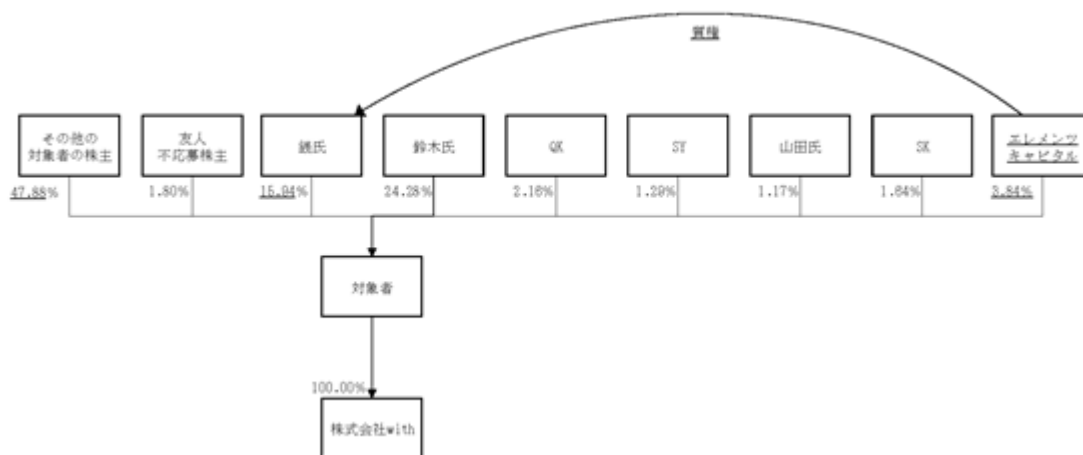 質権
その他の
対象者の株主
友人
不応募株主
銭氏
鈴木氏
QK
SY
山田氏
SK
エレメンツ
キャピタル
47.88%
1.80%
15.94%
24.28%
2.16%
1.29%
1.17%
1.64%
3.84%
対象者
100.00%
株式会社with